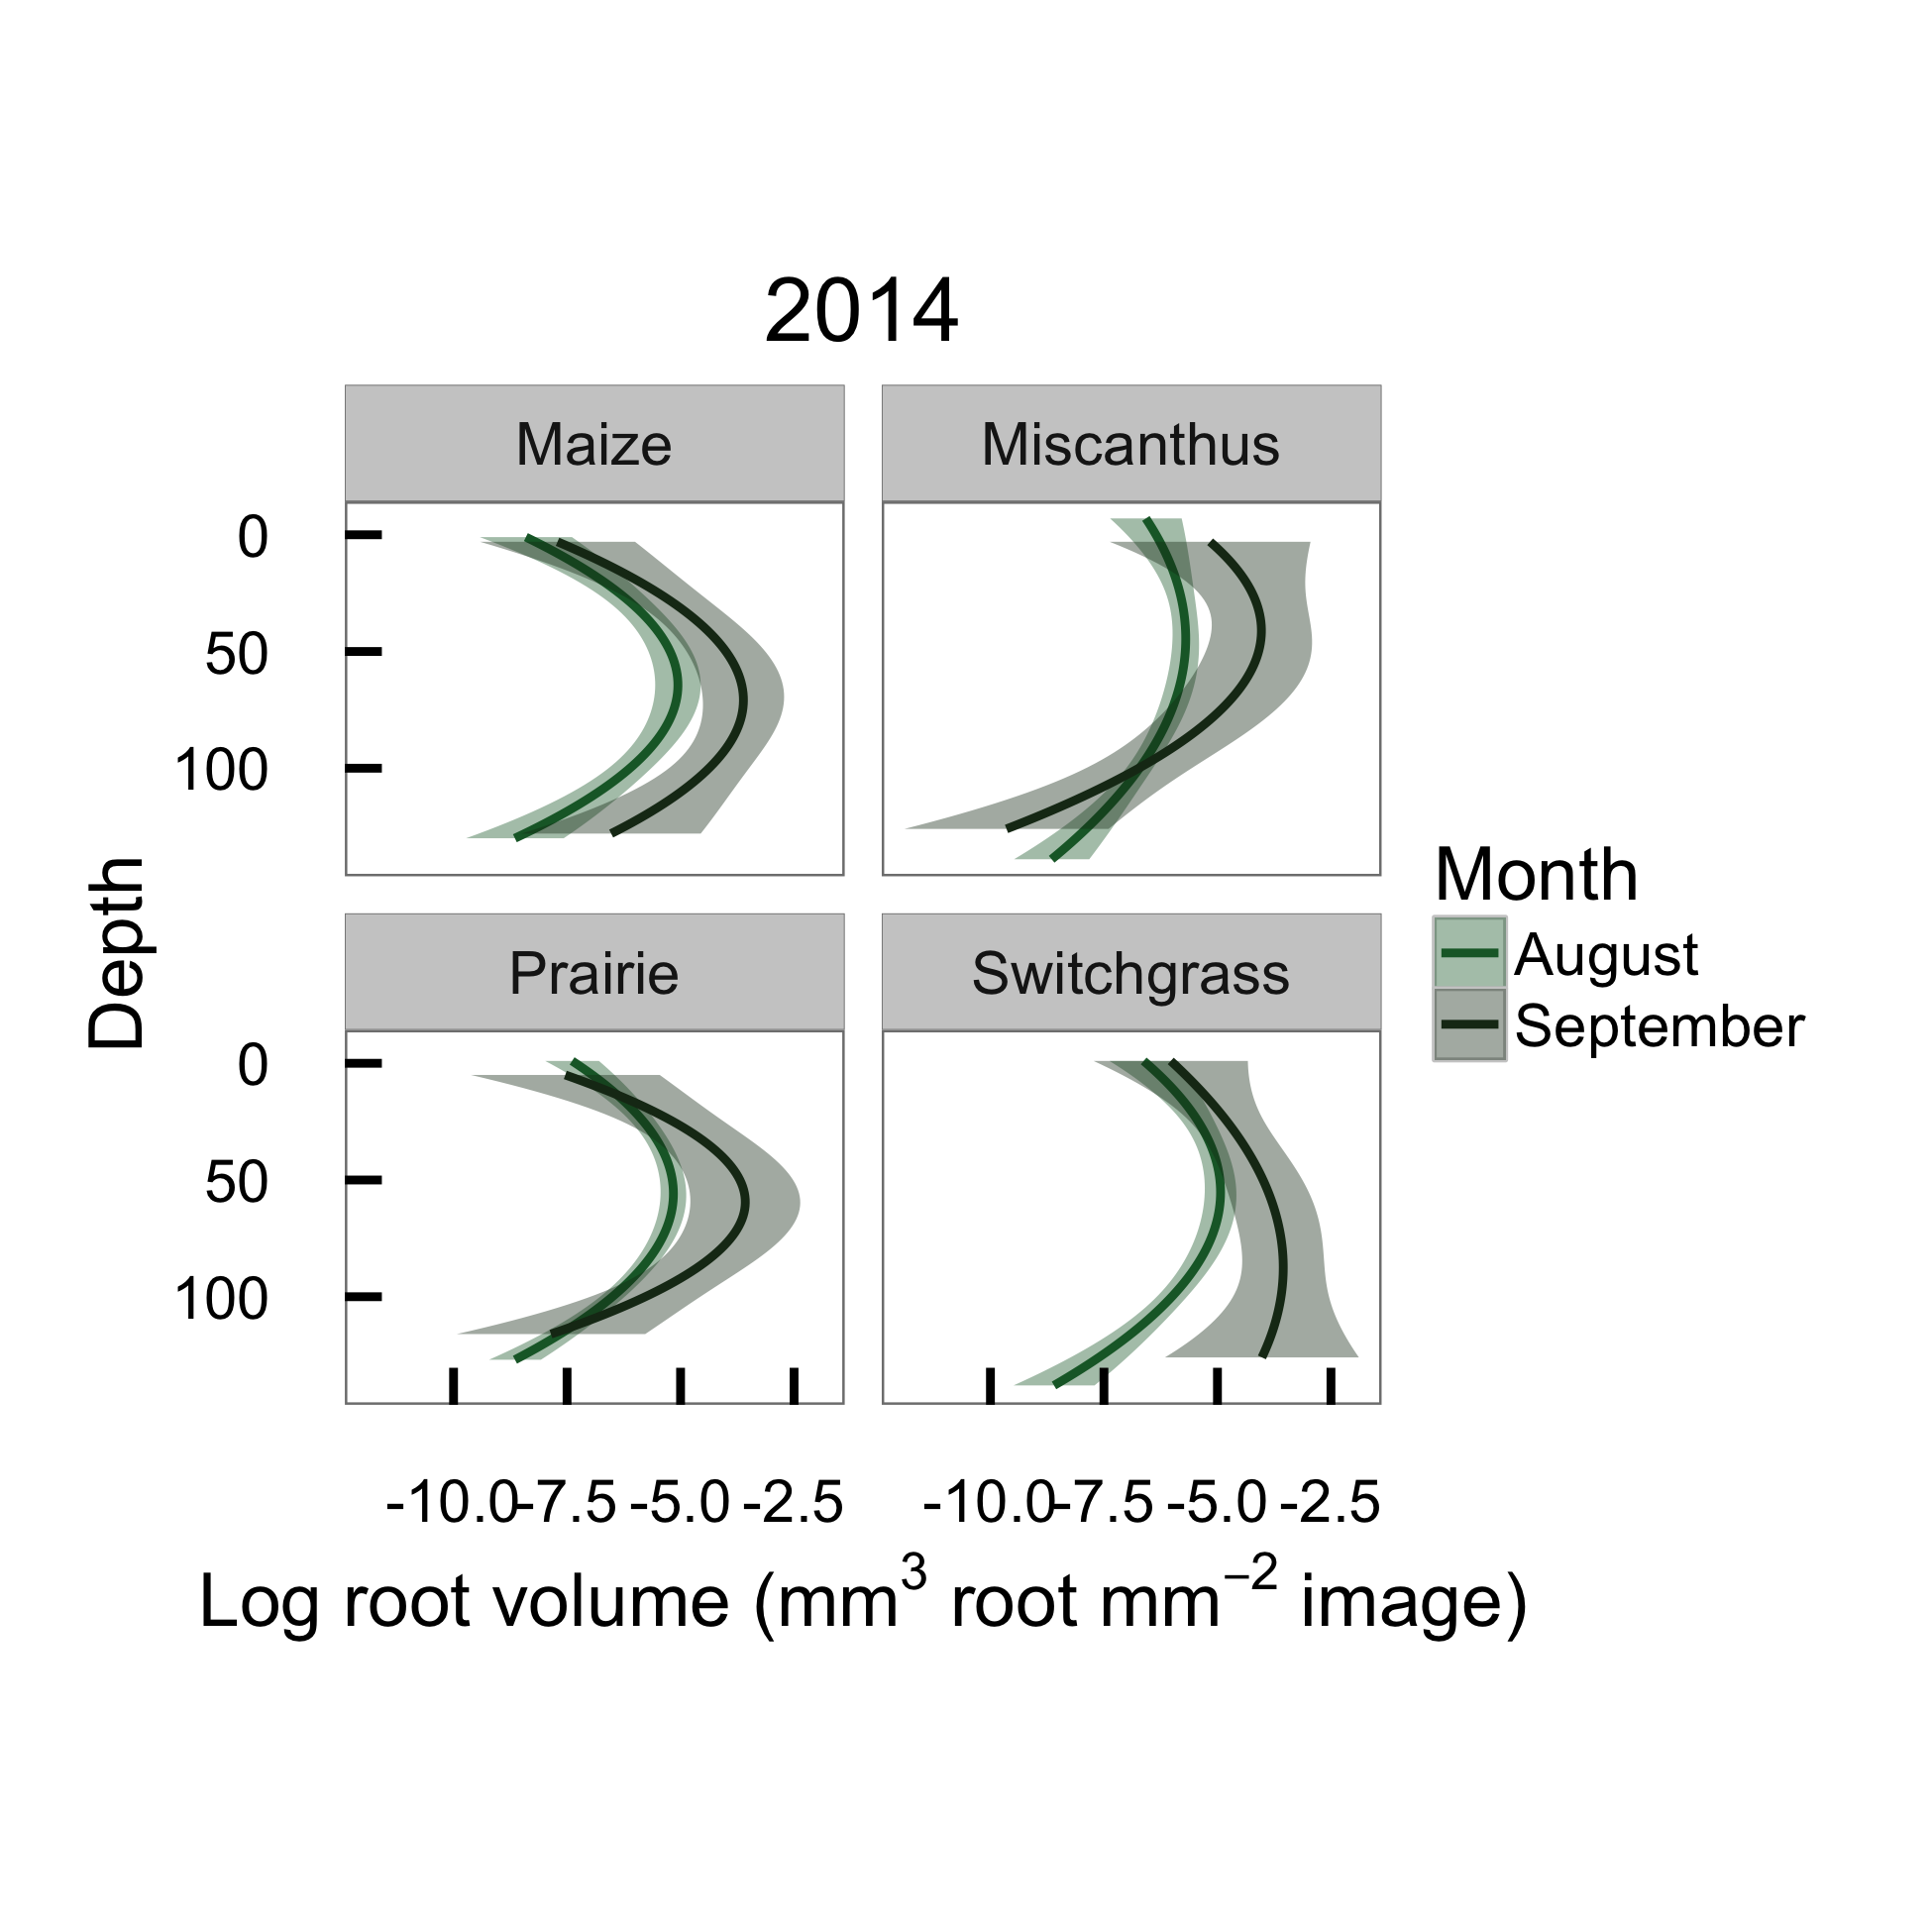 2014
Maize Miscanthus
0
50
100
Depth
Prairie Switchgrass
0
50
100
Month
August
September
-10.0 -7.5 -5.0 -2.5 -10.0 -7.5 -5.0 -2.5
Log root volume (mm³ root mm⁻² image)